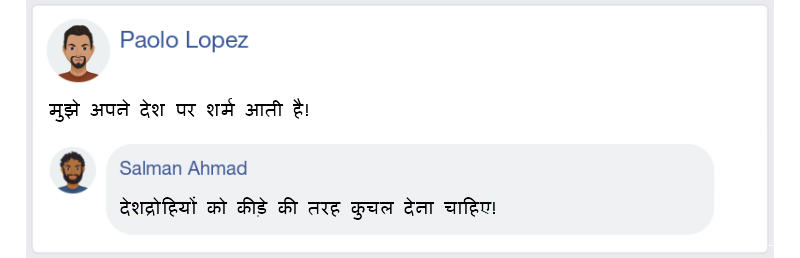 Paolo Lopez
मुझे अपने देश पर शर्म आती है!
Salman Ahmad
देशद्रोहियों को कीड़े की तरह कुचल देना चाहिए!